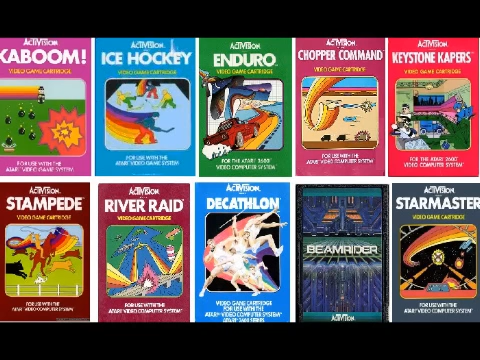 KABOOM!
VIDEO GAME CARTRIDGE
FOR USE WITH THE
ATARI VIDEO GAME SYSTEM
ACTIVISION
ICE HOCKEY
VIDEO GAME CARTRIDGE
FOR USE WITH THE
ATARI VIDEO GAME SYSTEM
ACTIVISION
ENDURO
VIDEO GAME CARTRIDGE
FOR THE ATARI 2600
VIDEO COMPUTER SYSTEM
ACTIVISION
CHOPPER COMMAND
VIDEO GAME CARTRIDGE
FOR USE WITH THE
ATARI VIDEO COMPUTER SYSTEM
ACTIVISION
KEYSTONE KAPERS
VIDEO GAME CARTRIDGE
FOR THE ATARI 2600
VIDEO COMPUTER SYSTEM
ACTIVISION
STAMPEDE
VIDEO GAME CARTRIDGE
FOR USE WITH THE
ATARI VIDEO COMPUTER SYSTEM
ACTIVISION
RIVER RAID
VIDEO GAME CARTRIDGE
FOR USE WITH THE
ATARI VIDEO COMPUTER SYSTEM
ACTIVISION
DECATHLON
VIDEO GAME CARTRIDGE
FOR USE WITH THE
ATARI VIDEO COMPUTER SYSTEM
ATARI 2600 SERIES
BEAMRIDER
ACTIVISION
ACTIVISION
STARMASTER
VIDEO GAME CARTRIDGE
FOR USE WITH THE
ATARI VIDEO COMPUTER SYSTEM